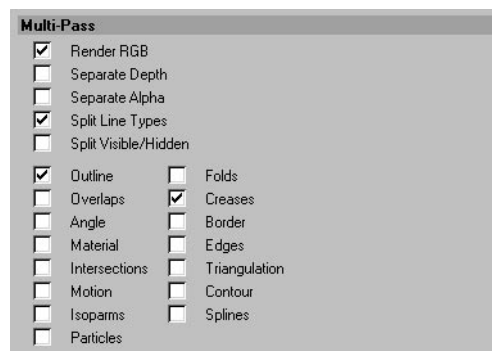 Multi-Pass
Render RGB
Separate Depth
Separate Alpha
Split Line Types
Split Visible/Hidden
Outline Folds
Overlaps Creases
Angle Border
Material Edges
Intersections Triangulation
Motion Contour
Isoparms Splines
Particles